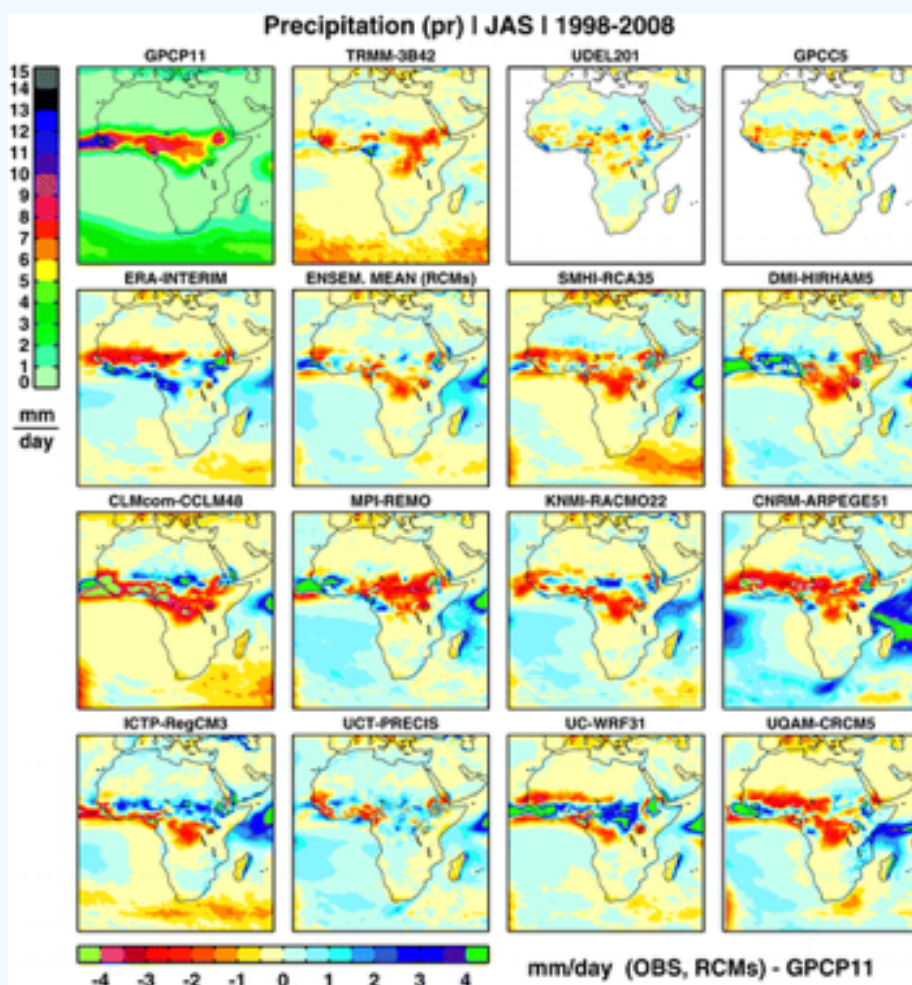 Precipitation (pr) | JAS | 1998-2008
GPCP11 TRMM-3B42 UDEL201 GPCC5
15
14
13
12
11
10
9
8
7
6
5
4
3
2
1
0
mm
day
ERA-INTERIM ENSEM. MEAN (RCMs) SMHI-RCA35 DMI-HIRHAM5
CLMcom-CCLM48 MPI-REMO KNMI-RACMO22 CNRM-ARPEGE51
ICTP-RegCM3 UCT-PRECIS UC-WRF31 UQAM-CRCM5
-4 -3 -2 -1 0 1 2 3 4
mm/day (OBS, RCMs) - GPCP11